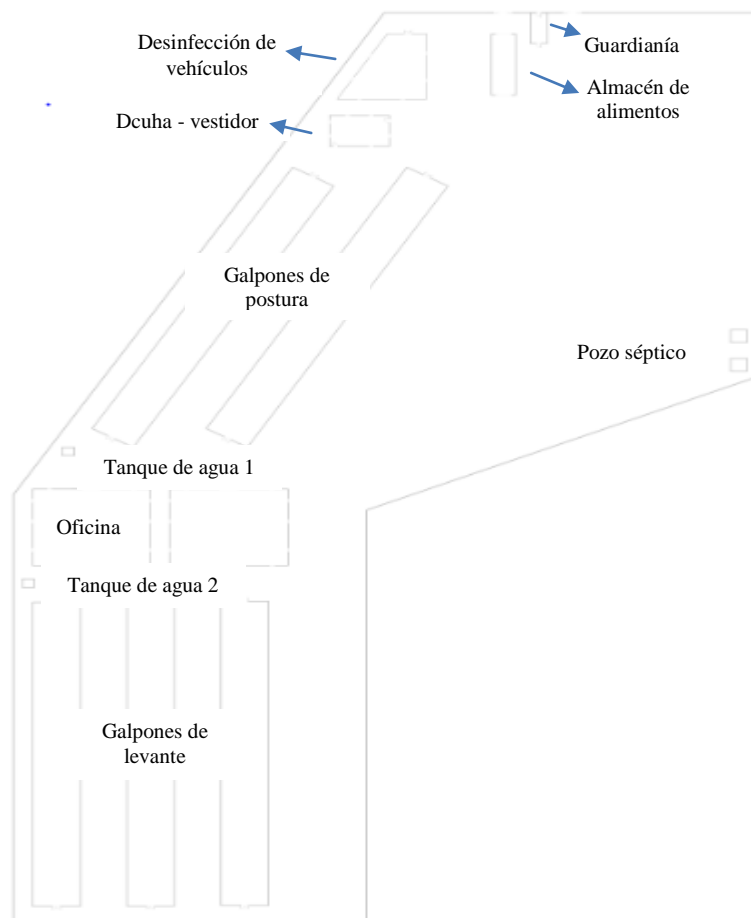 Desinfección de
vehículos
Guardianía
Almacén de
alimentos
Dcuha - vestidor
Galpones de
postura
Pozo séptico
Tanque de agua 1
Oficina
Tanque de agua 2
Galpones de
levante